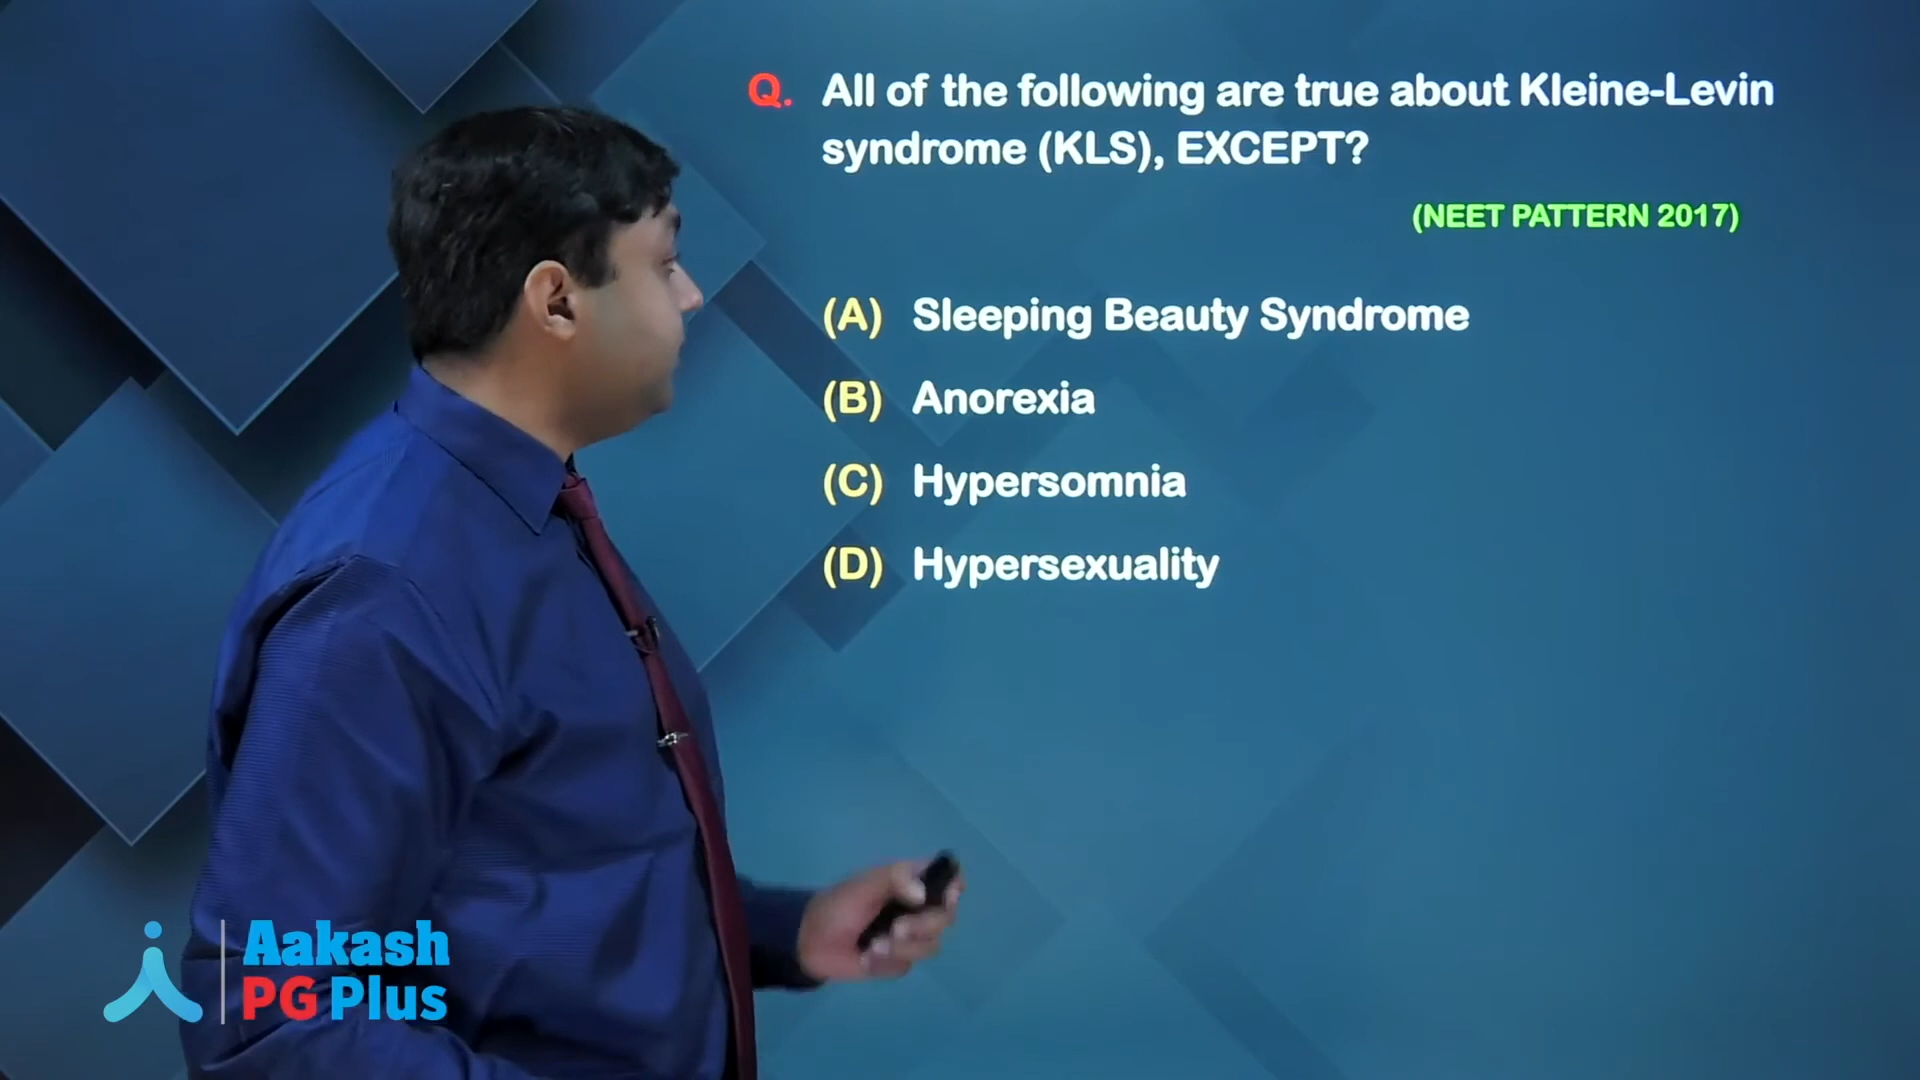 Q. All of the following are true about Kleine-Levin
syndrome (KLS), EXCEPT?
(NEET PATTERN 2017)
(A) Sleeping Beauty Syndrome
(B) Anorexia
(C) Hypersomnia
(D) Hypersexuality
Aakash
PG Plus